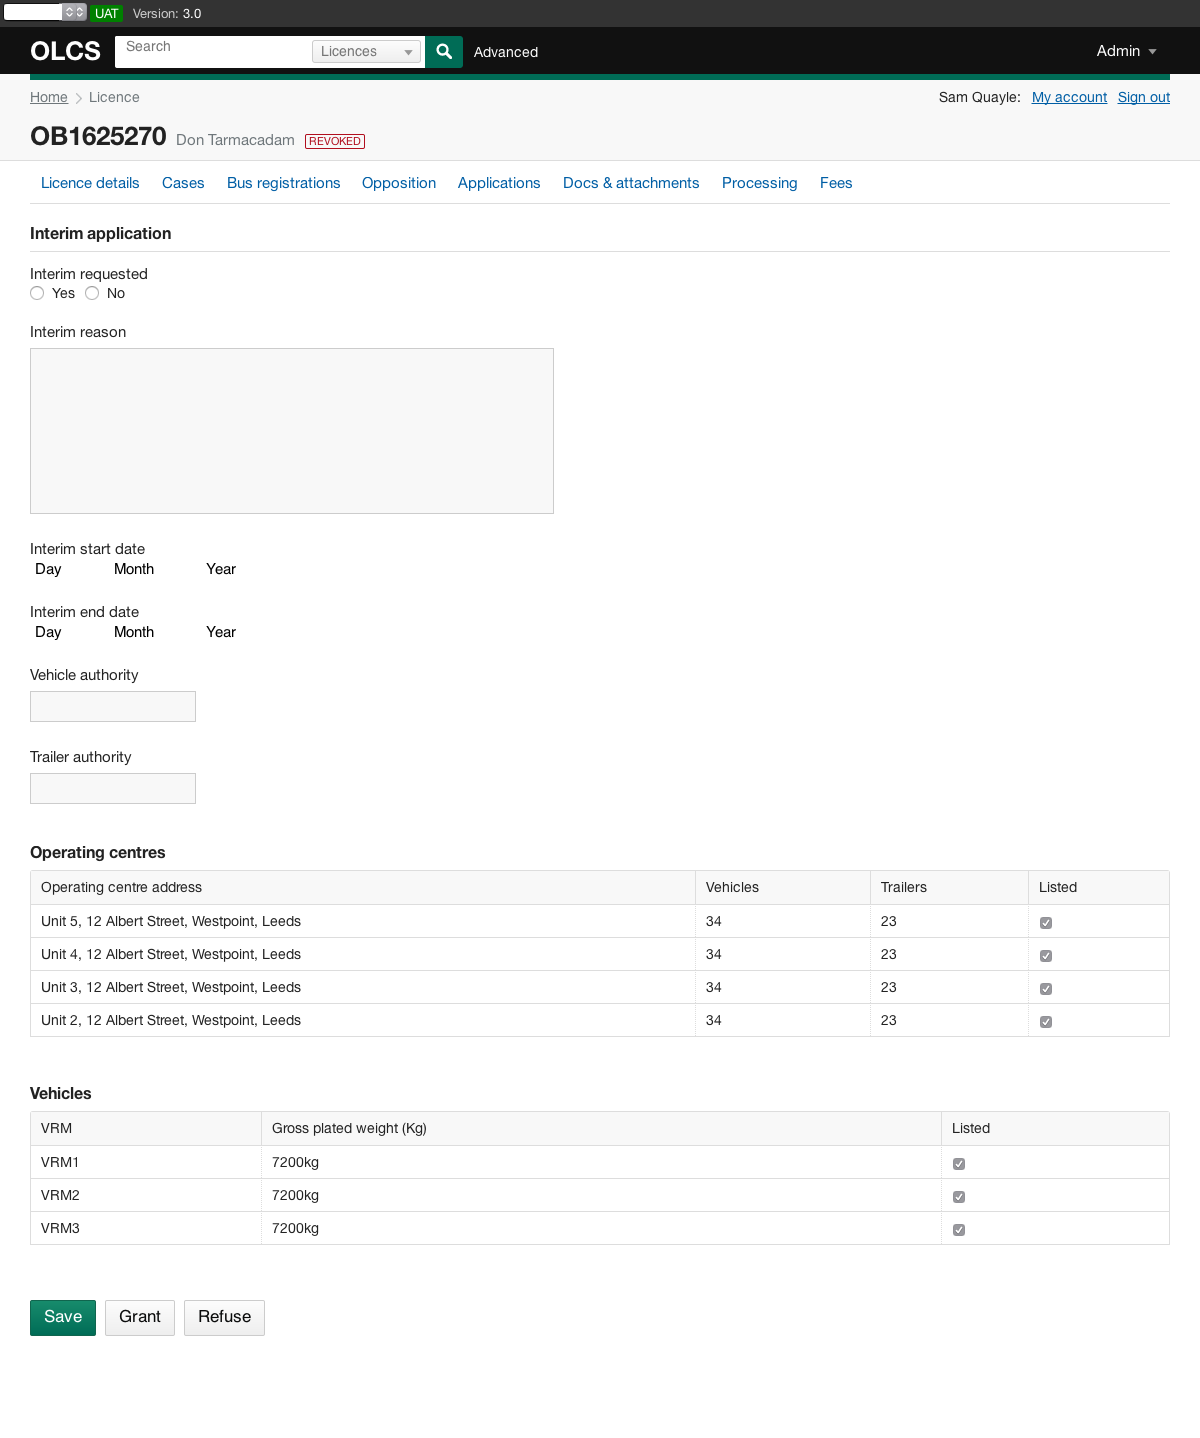 UAT Version: 3.0
OLCS Search Licences Advanced Admin
Home Licence Sam Quayle: My account Sign out
OB1625270 Don Tarmacadam REVOKED
Licence details Cases Bus registrations Opposition Applications Docs & attachments Processing Fees
Interim application
Interim requested
Yes No
Interim reason
Interim start date
Day Month Year
Interim end date
Day Month Year
Vehicle authority
Trailer authority
Operating centres
Operating centre address Vehicles Trailers Listed
Unit 5, 12 Albert Street, Westpoint, Leeds 34 23
Unit 4, 12 Albert Street, Westpoint, Leeds 34 23
Unit 3, 12 Albert Street, Westpoint, Leeds 34 23
Unit 2, 12 Albert Street, Westpoint, Leeds 34 23
Vehicles
VRM Gross plated weight (Kg) Listed
VRM1 7200kg
VRM2 7200kg
VRM3 7200kg
Save Grant Refuse